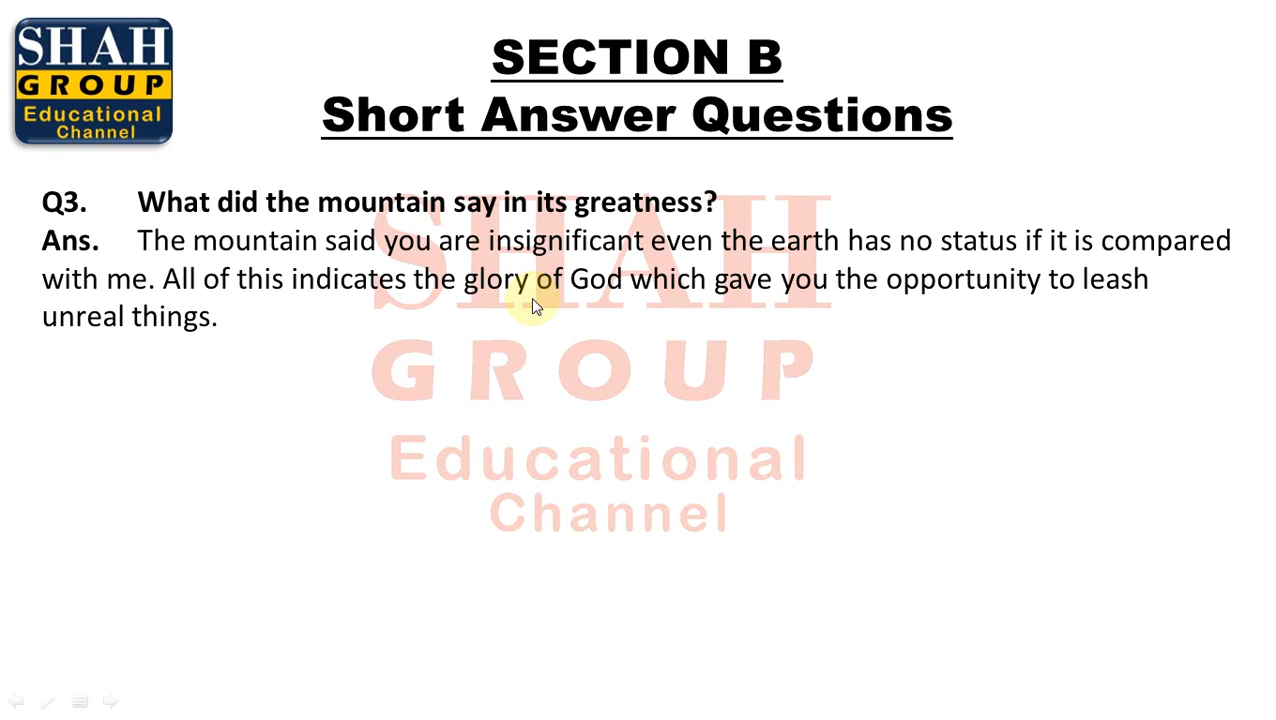 SHAH
GROUP
Educational
Channel
SECTION B
Short Answer Questions
Q3. What did the mountain say in its greatness?
Ans. The mountain said you are insignificant even the earth has no status if it is compared
with me. All of this indicates the glory of God which gave you the opportunity to leash
unreal things.
SHAH
GROUP
Educational
Channel